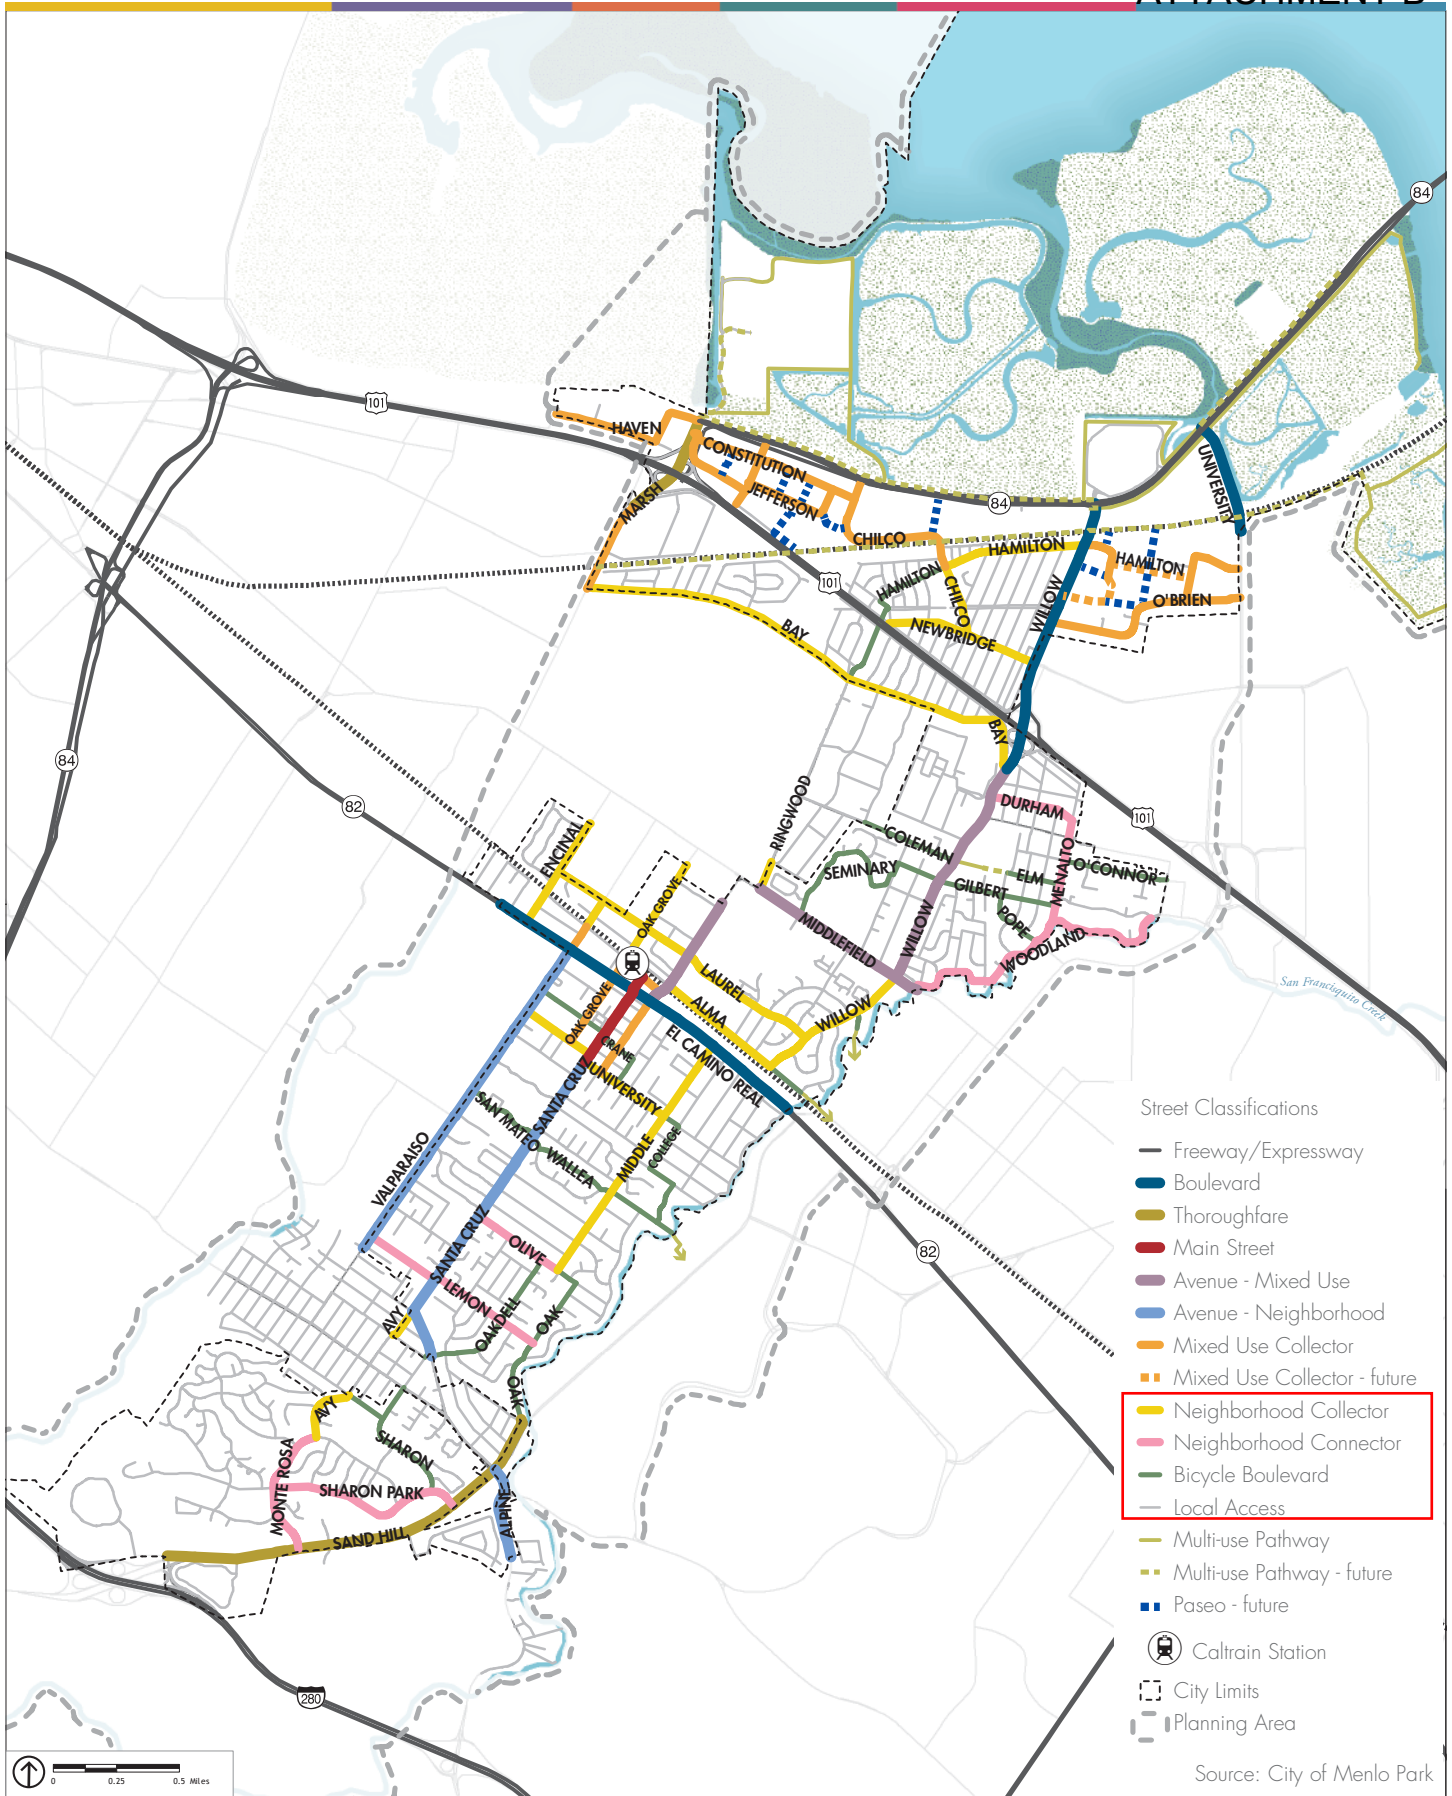 ATTACHMENT B
84
101
HAVEN
CONSTITUTION
UNIVERSITY
MARSH
JEFFERSON
84
CHILCO
HAMILTON
HAMILTON
HAMILTON
101
CHILCO
WILLOW
O'BRIEN
BAY
NEWBRIDGE
BAY
84
82
RINGWOOD
DURHAM
101
ENCINAL
COLEMAN
MENALTO
O'CONNOR
SEMINARY
ELM
GILBERT
OAK GROVE
POPE
MIDDLEFIELD
WILLOW
WOODLAND
LAUREL
San Francisquito Creek
OAK GROVE
ALMA
WILLOW
CRANE
EL CAMINO REAL
SANTA CRUZ
UNIVERSITY
SAN MATEO
WALLEA
MIDDLE
COLLEGE
VALPARAISO
SANTA CRUZ
OLIVE
82
LEMON
AVY
OAKDELL
OAK
OAK
AVY
SHARON
MONTE ROSA
SHARON PARK
ALPINE
SAND HILL
280
Street Classifications
Freeway/Expressway
Boulevard
Thoroughfare
Main Street
Avenue - Mixed Use
Avenue - Neighborhood
Mixed Use Collector
Mixed Use Collector - future
Neighborhood Collector
Neighborhood Connector
Bicycle Boulevard
Local Access
Multi-use Pathway
Multi-use Pathway - future
Paseo - future
Caltrain Station
City Limits
Planning Area
0 0.25 0.5 Miles
Source: City of Menlo Park